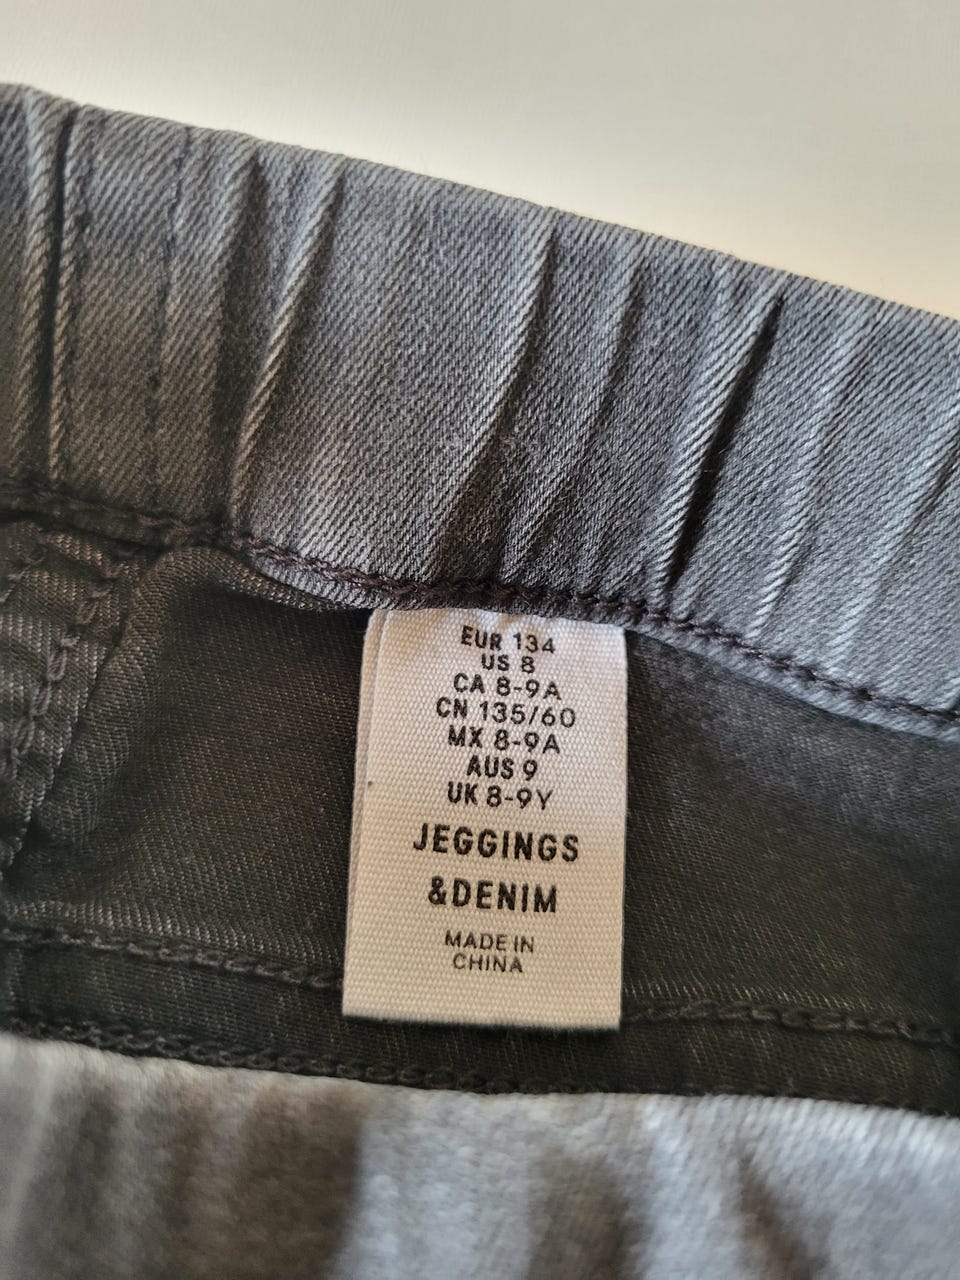 EUR 134
US 8
CA 8-9A
CN 135/60
MX 8-9A
AUS 9
UK 8-9Y
JEGGINGS
&DENIM
MADE IN
CHINA